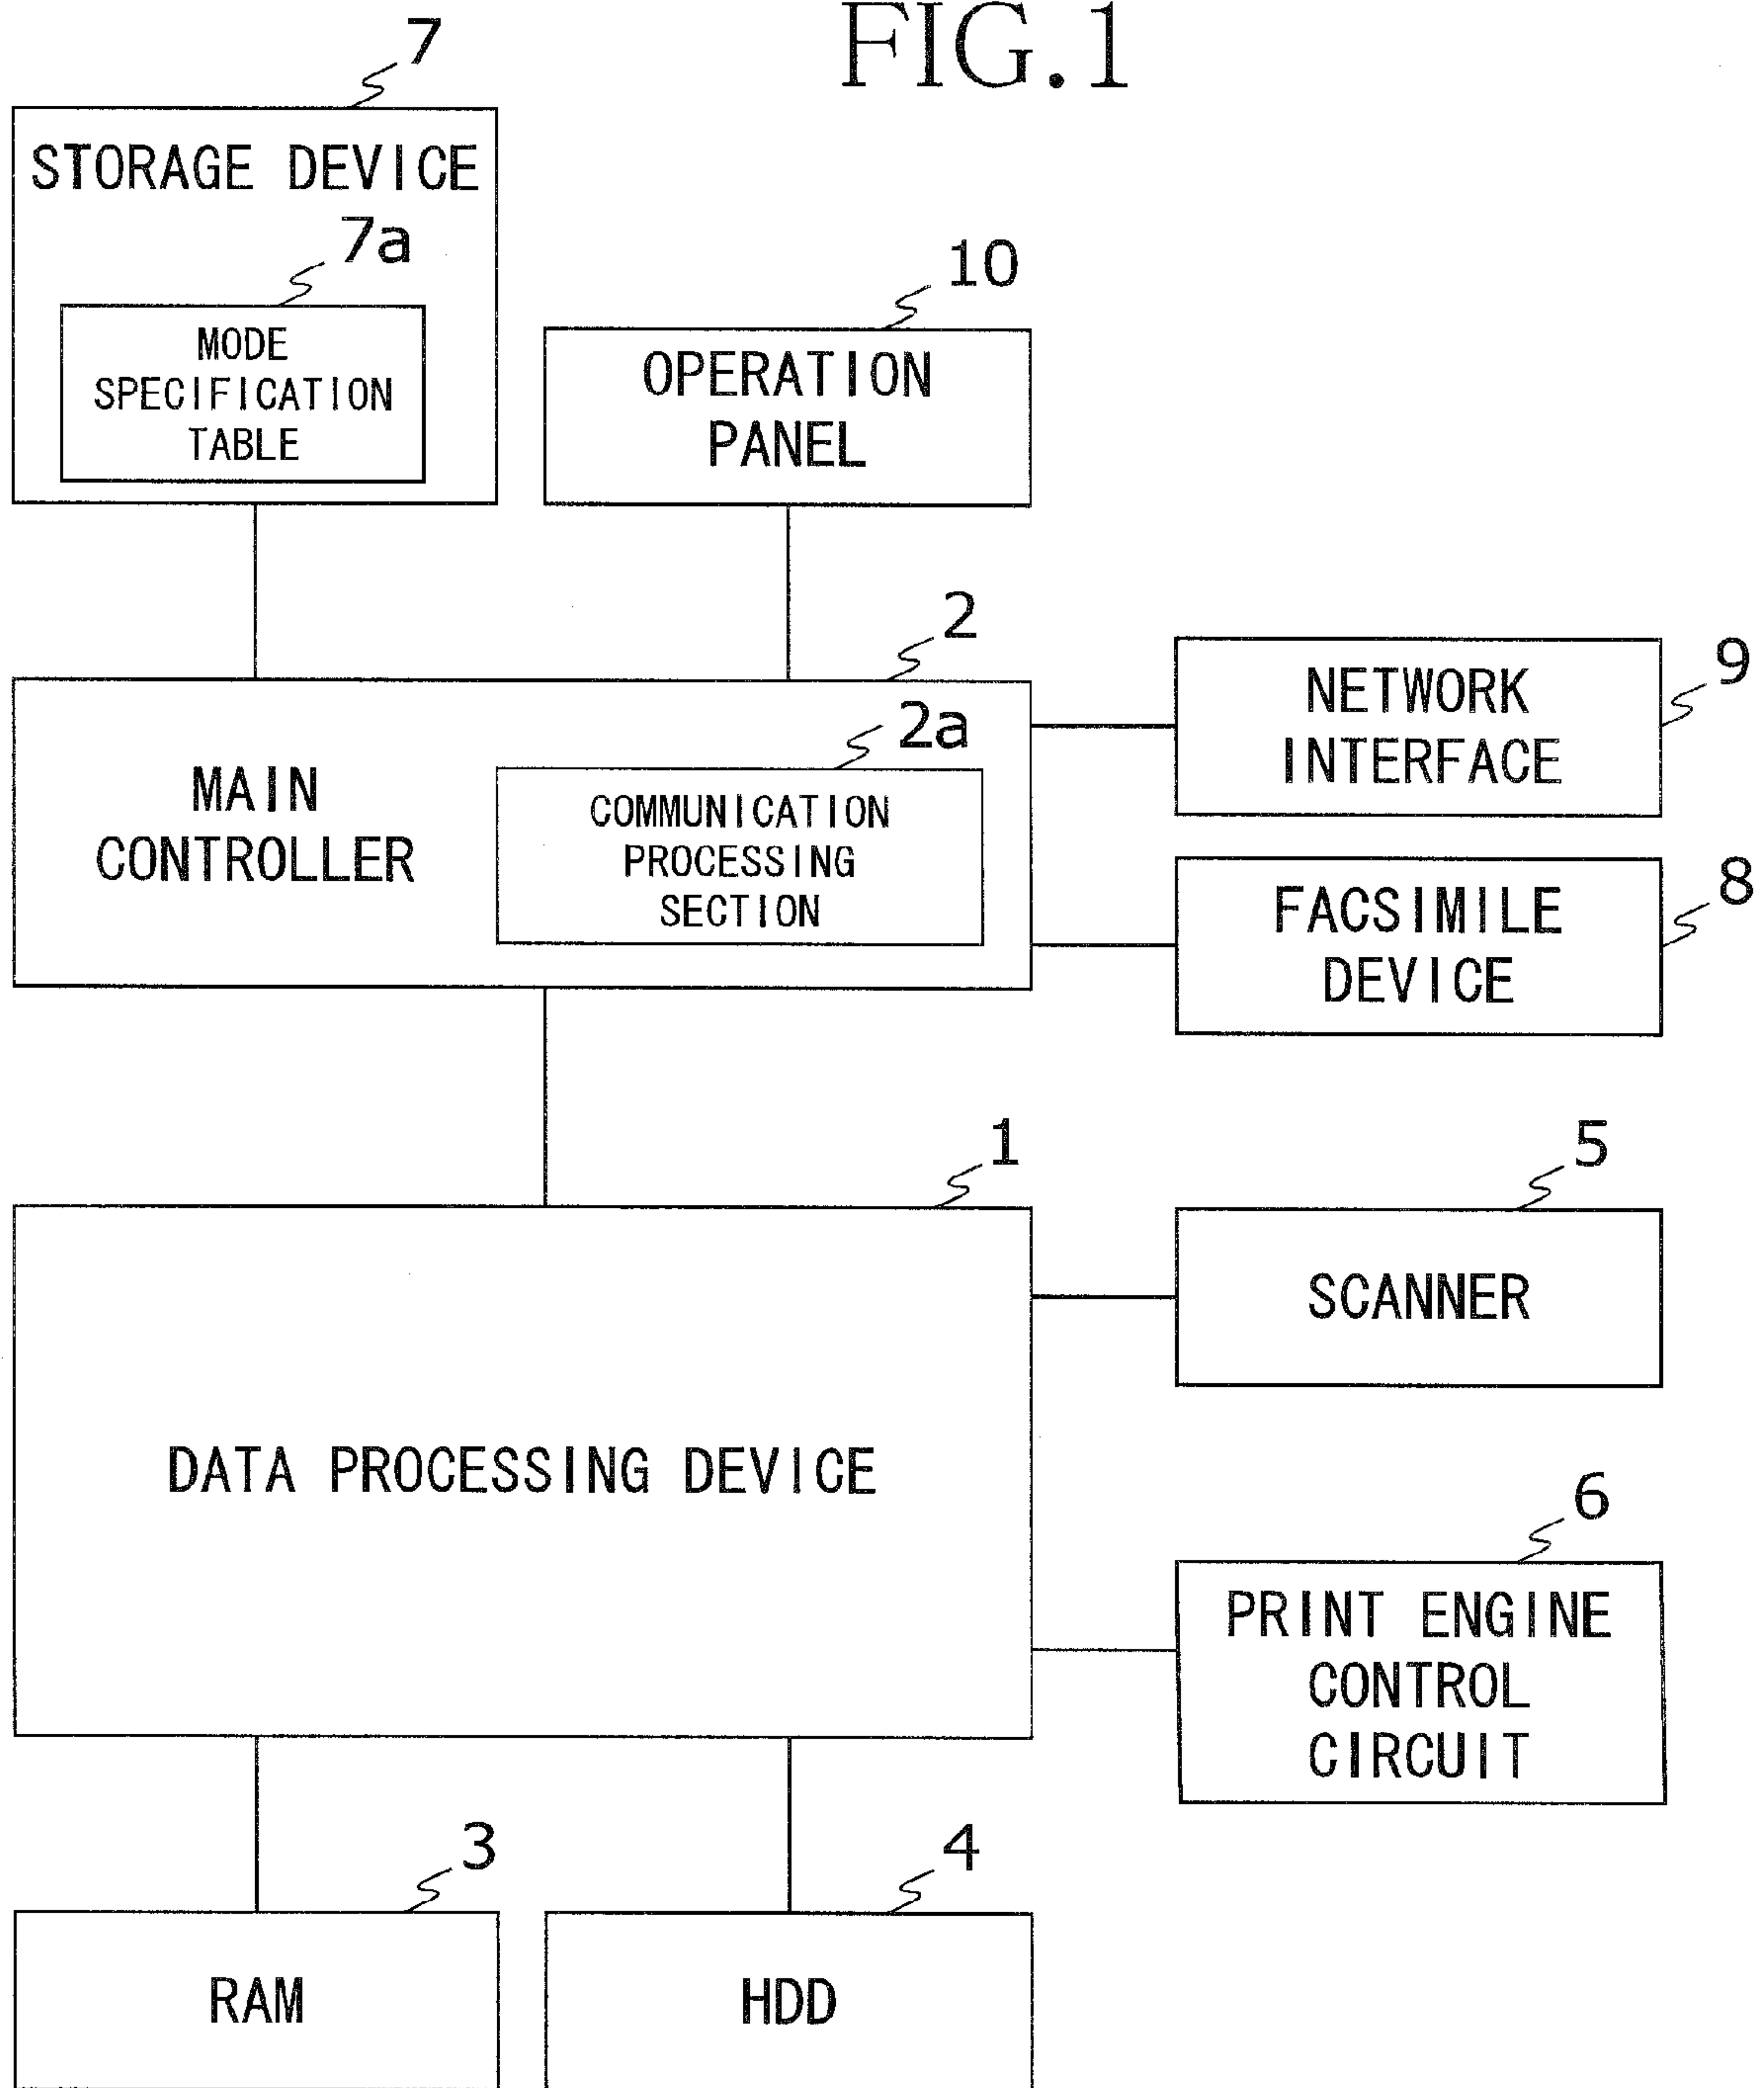 FIG.1
7
STORAGE DEVICE
7a
MODE
SPECIFICATION
TABLE
10
OPERATION
PANEL
2
MAIN
CONTROLLER
2a
COMMUNICATION
PROCESSING
SECTION
9
NETWORK
INTERFACE
8
FACSIMILE
DEVICE
1
DATA PROCESSING DEVICE
5
SCANNER
6
PRINT ENGINE
CONTROL
CIRCUIT
3
RAM
4
HDD